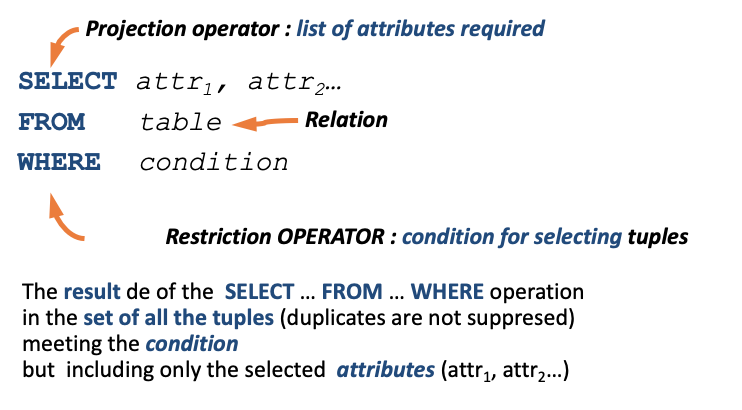 Projection operator : list of attributes required
SELECT attr1, attr2…
FROM table Relation
WHERE condition
Restriction OPERATOR : condition for selecting tuples
The result de of the SELECT … FROM … WHERE operation
in the set of all the tuples (duplicates are not suppresed)
meeting the condition
but including only the selected attributes (attr1, attr2…)